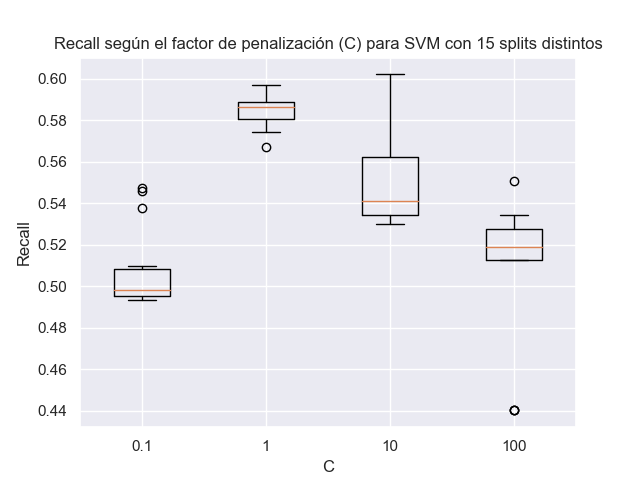 Recall según el factor de penalización (C) para SVM con 15 splits distintos
0.60
0.58
0.56
0.54
0.52
0.50
0.48
0.46
0.44
Recall
0.1 1 10 100
C